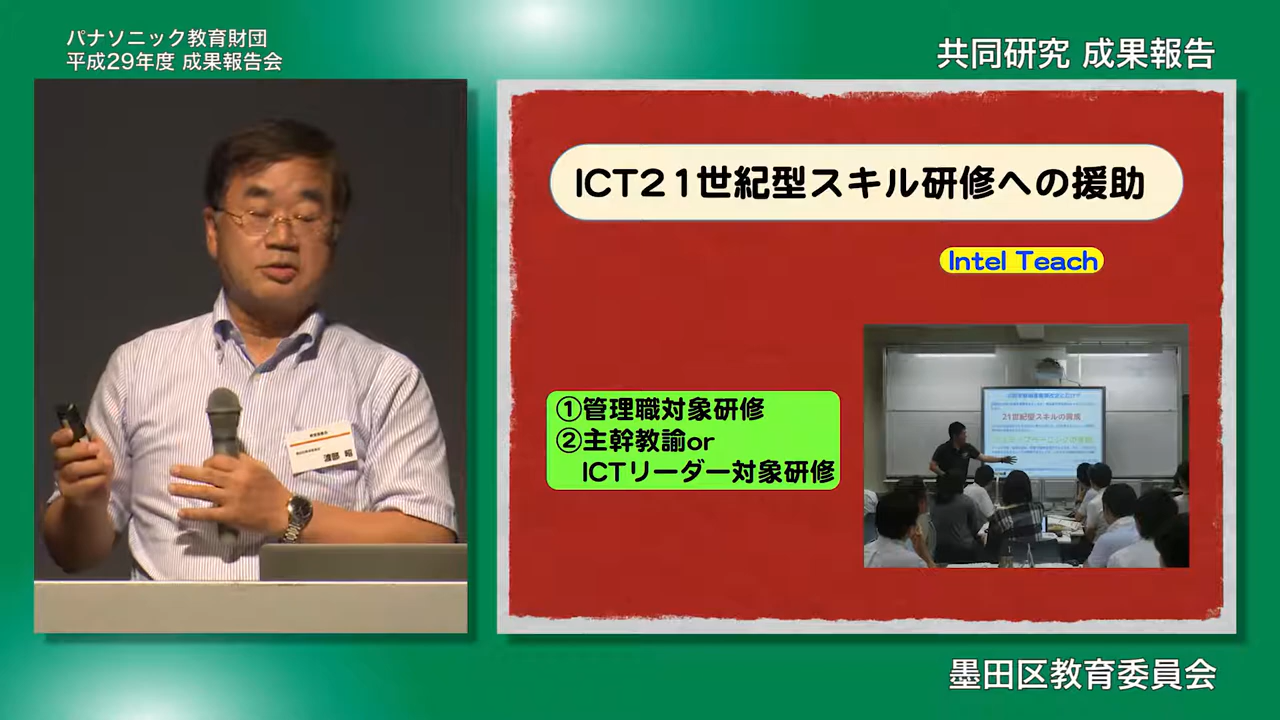 パナソニック教育財団
平成29年度 成果報告会
共同研究 成果報告
ICT21世紀型スキル研修への援助
Intel Teach
①管理職対象研修
②主幹教諭or
ICTリーダー対象研修
21世紀型スキルの育成
渡部 昭
墨田区教育委員会